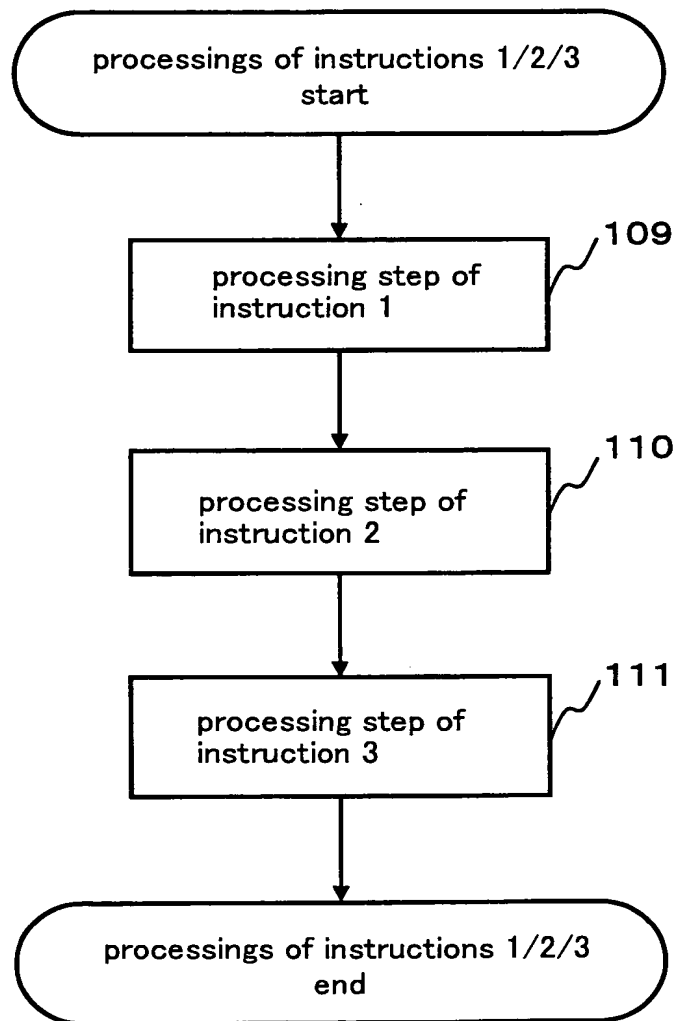 processings of instructions 1/2/3
start
109
processing step of
instruction 1
110
processing step of
instruction 2
111
processing step of
instruction 3
processings of instructions 1/2/3
end